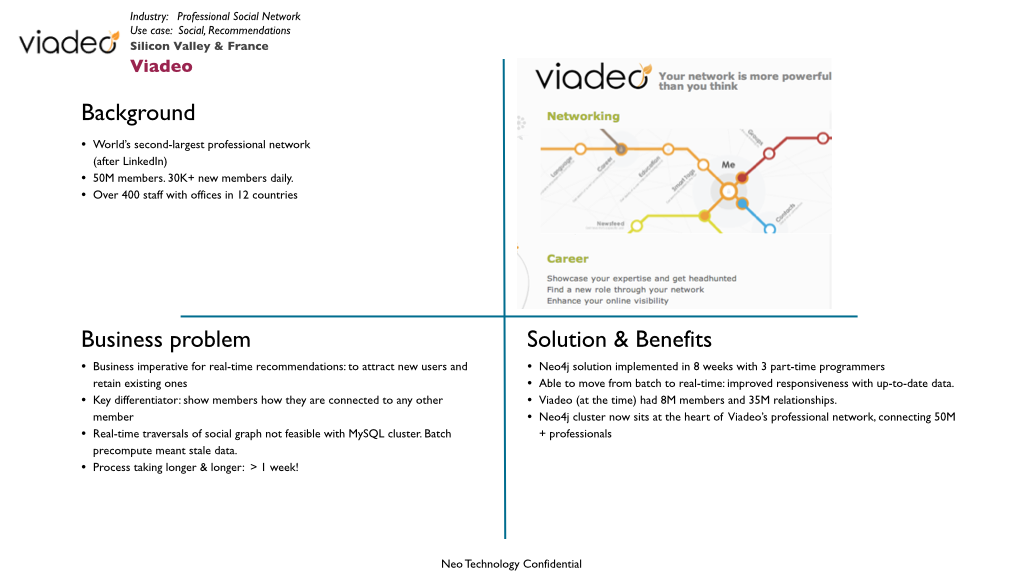 viadeo
Industry: Professional Social Network
Use case: Social, Recommendations
Silicon Valley & France
Viadeo
Background
• World's second-largest professional network
(after LinkedIn)
• 50M members. 30K+ new members daily.
• Over 400 staff with offices in 12 countries
viadeo
Your network is more powerful
than you think
Networking
Language
Career
Education
Smart tags
Me
Groups
Newsfeed
Contacts
Career
Showcase your expertise and get headhunted
Find a new role through your network
Enhance your online visibility
Business problem
• Business imperative for real-time recommendations: to attract new users and
retain existing ones
• Key differentiator: show members how they are connected to any other
member
• Real-time traversals of social graph not feasible with MySQL cluster. Batch
precompute meant stale data.
• Process taking longer & longer: > 1 week!
Solution & Benefits
• Neo4j solution implemented in 8 weeks with 3 part-time programmers
• Able to move from batch to real-time: improved responsiveness with up-to-date data.
• Viadeo (at the time) had 8M members and 35M relationships.
• Neo4j cluster now sits at the heart of Viadeo's professional network, connecting 50M
+ professionals
Neo Technology Confidential